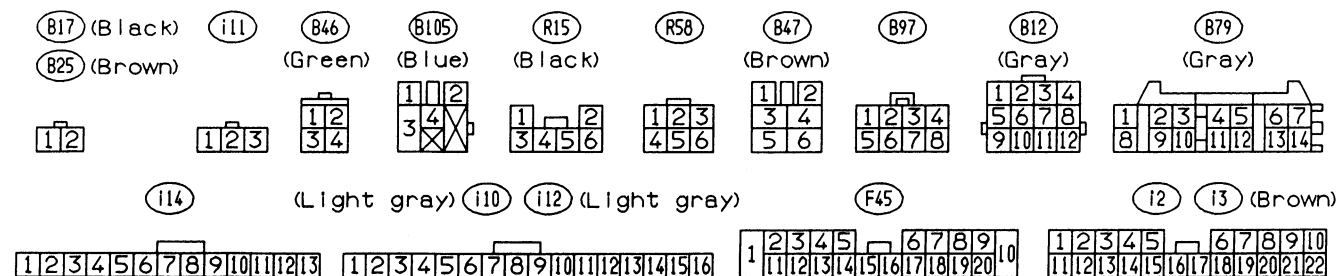 B17 (Black) i11 B46 B105 R15 R58 B47 B97 B12 B79
B25 (Brown) (Green) (Blue) (Black) (Brown) (Gray) (Gray)
1 2 1 2 3 4 1 2 3 4 5 6 7 8 9 10 11 12
1 2 1 2 3
1 2 3 4
1 2 3 4
1 2 3 4 5 6
1 2 3 4 5 6
1 2 3 4 5 6
1 2 3 4 5 6 7 8
1 2 3 4 5 6 7 8 9 10 11 12 13 14
i14 (Light gray) i10 i12 (Light gray) F45 i2 i3 (Brown)
1 2 3 4 5 6 7 8 9 10 11 12 13
1 2 3 4 5 6 7 8 9 10 11 12 13 14 15 16
1 2 3 4 5 6 7 8 9 10
11 12 13 14 15 16 17 18 19 20
1 2 3 4 5 6 7 8 9 10
11 12 13 14 15 16 17 18 19 20 21 22